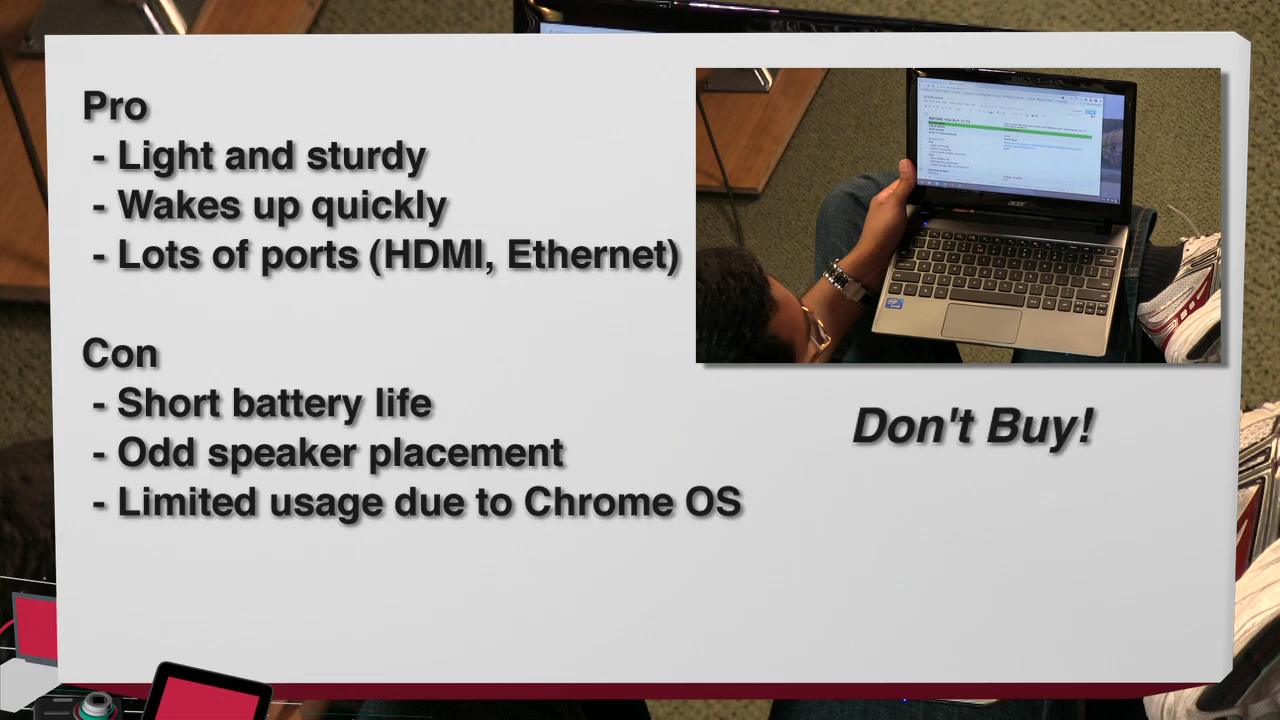 Pro
- Light and sturdy
- Wakes up quickly
- Lots of ports (HDMI, Ethernet)
Con
- Short battery life
- Odd speaker placement
- Limited usage due to Chrome OS
acer
Don't Buy!